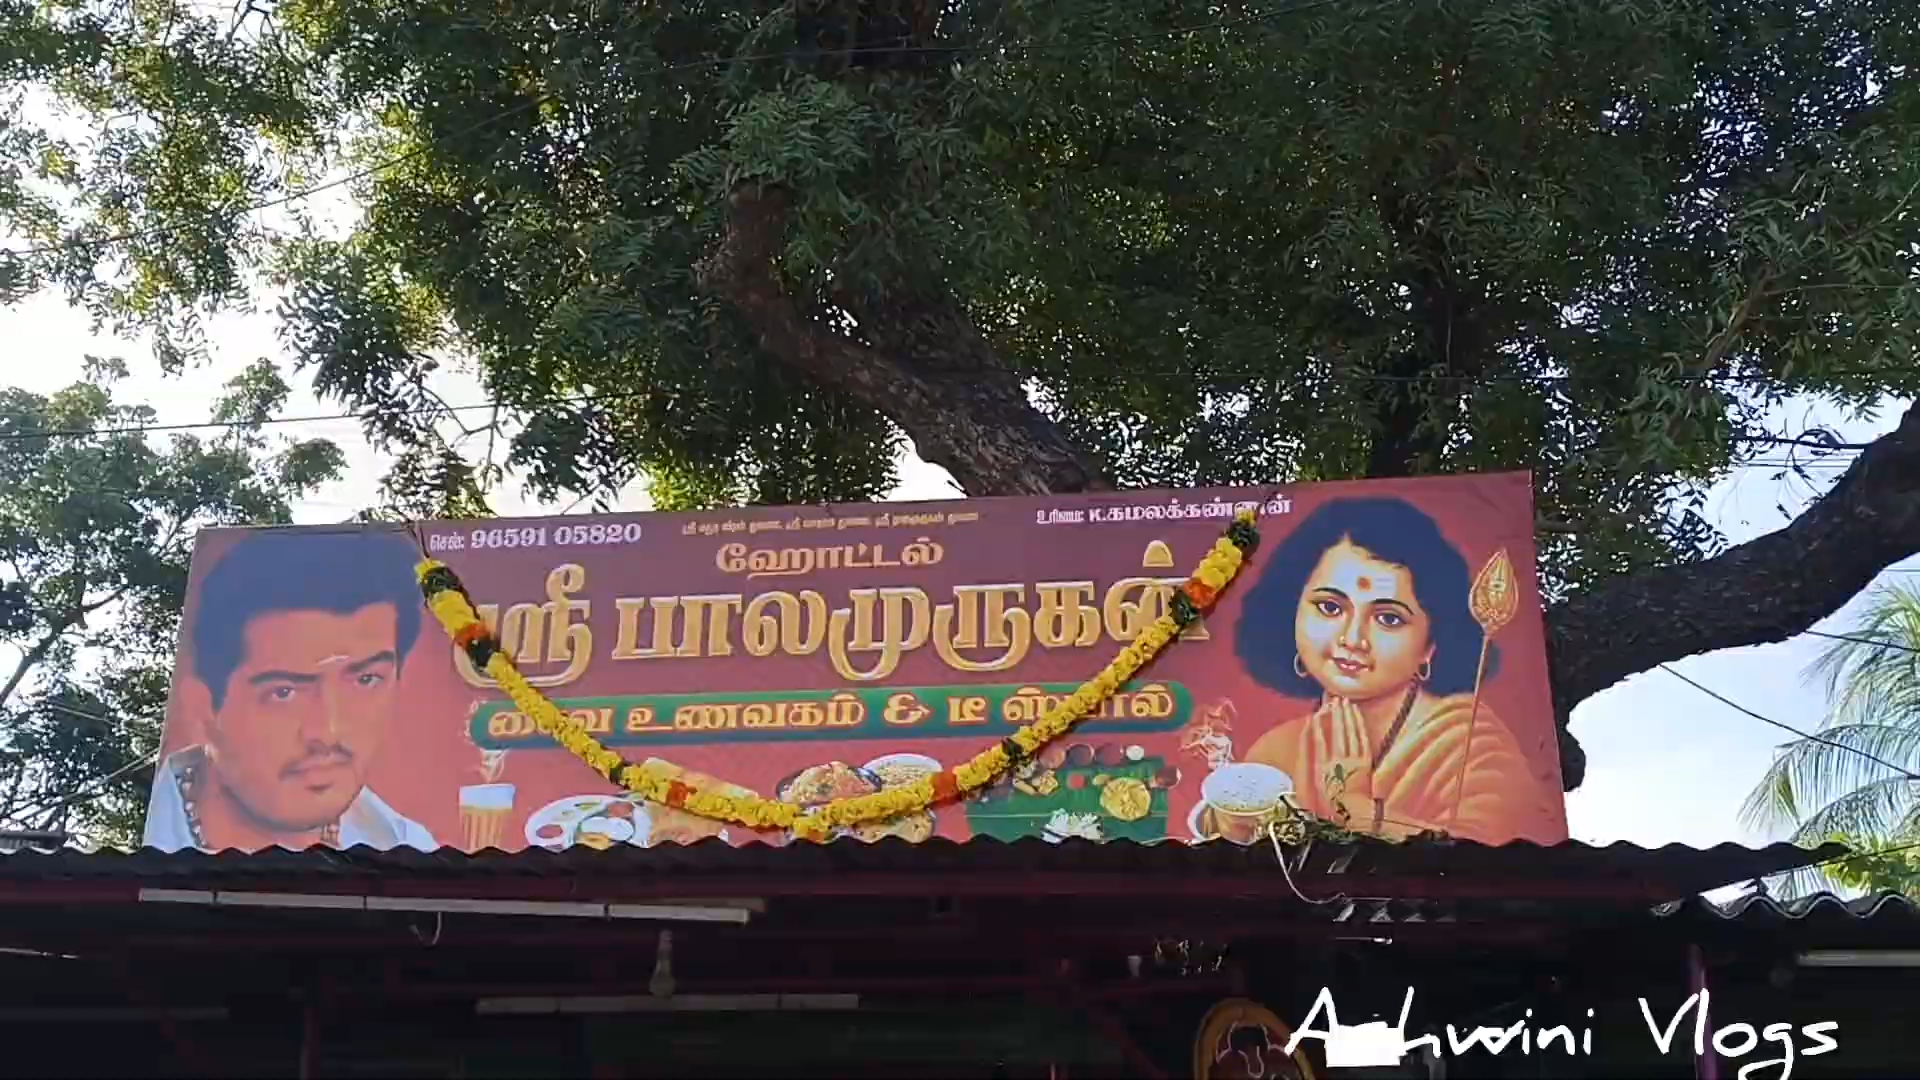 செல்: 96591 05820
உரிமை: K.கமலக்கண்ணன்
ஹோட்டல்
ஸ்ரீ பாலமுருகன்
சைவ உணவகம் & டீ ஸ்டால்
Ashwini Vlogs